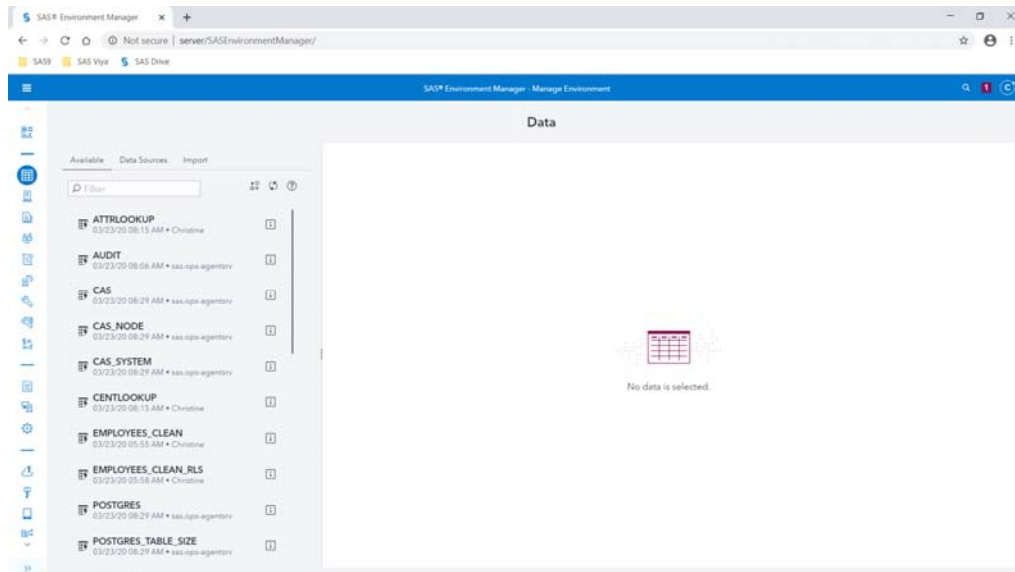 SAS® Environment Manager
Not secure | server/SASEnvironmentManager/
SAS9 SAS Viya SAS Drive
SAS® Environment Manager - Manage Environment
1 C
Data
Available Data Sources Import
Filter
ATTRLOOKUP
03/23/20 08:15 AM • Christine
AUDIT
03/23/20 08:06 AM • sas.ops-agentsrv
CAS
03/23/20 08:29 AM • sas.ops-agentsrv
CAS_NODE
03/23/20 08:29 AM • sas.ops-agentsrv
CAS_SYSTEM
03/23/20 08:29 AM • sas.ops-agentsrv
CENTLOOKUP
03/23/20 08:15 AM • Christine
EMPLOYEES_CLEAN
03/23/20 05:55 AM • Christine
EMPLOYEES_CLEAN_RLS
03/23/20 05:58 AM • Christine
POSTGRES
03/23/20 08:29 AM • sas.ops-agentsrv
POSTGRES_TABLE_SIZE
03/23/20 08:29 AM • sas.ops-agentsrv
No data is selected.